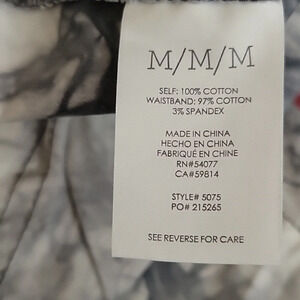 M/M/M
SELF: 100% COTTON
WAISTBAND: 97% COTTON
3% SPANDEX
MADE IN CHINA
HECHO EN CHINA
FABRIQUÉ EN CHINE
RN#54077
CA#59814
STYLE# 5075
PO# 215265
SEE REVERSE FOR CARE